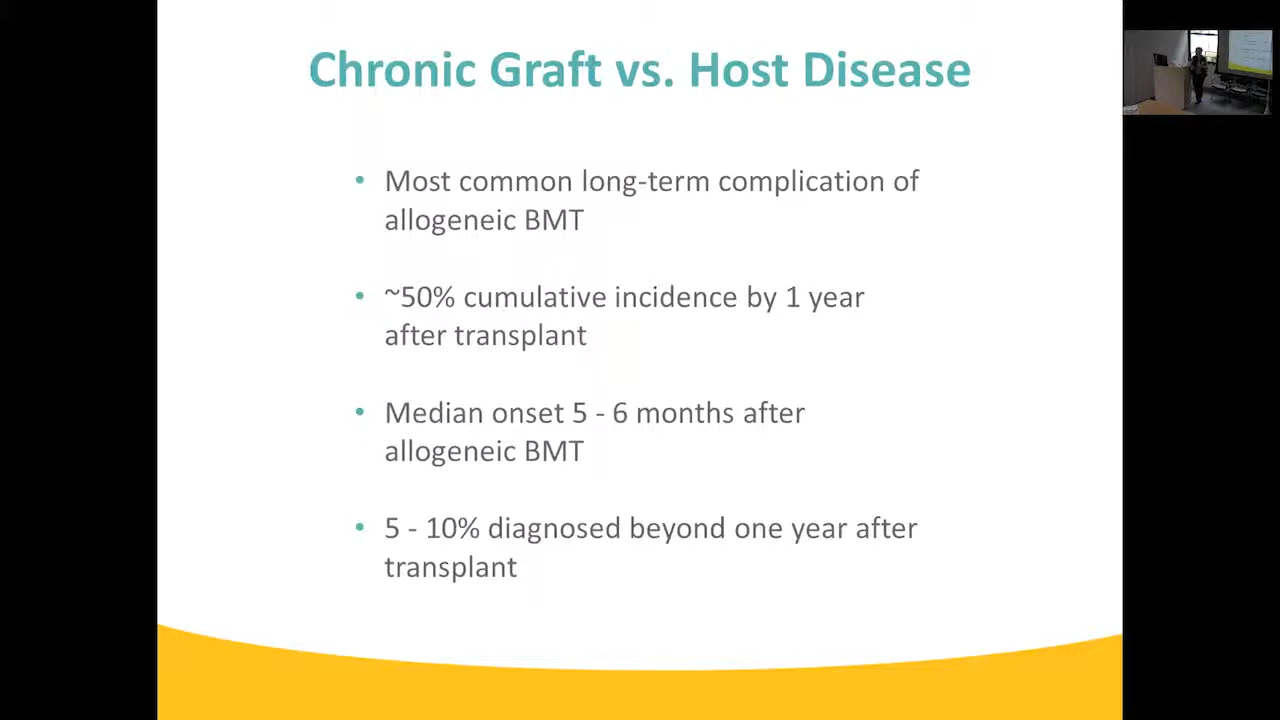 Chronic Graft vs. Host Disease
• Most common long-term complication of
allogeneic BMT
• ~50% cumulative incidence by 1 year
after transplant
• Median onset 5 - 6 months after
allogeneic BMT
• 5 - 10% diagnosed beyond one year after
transplant